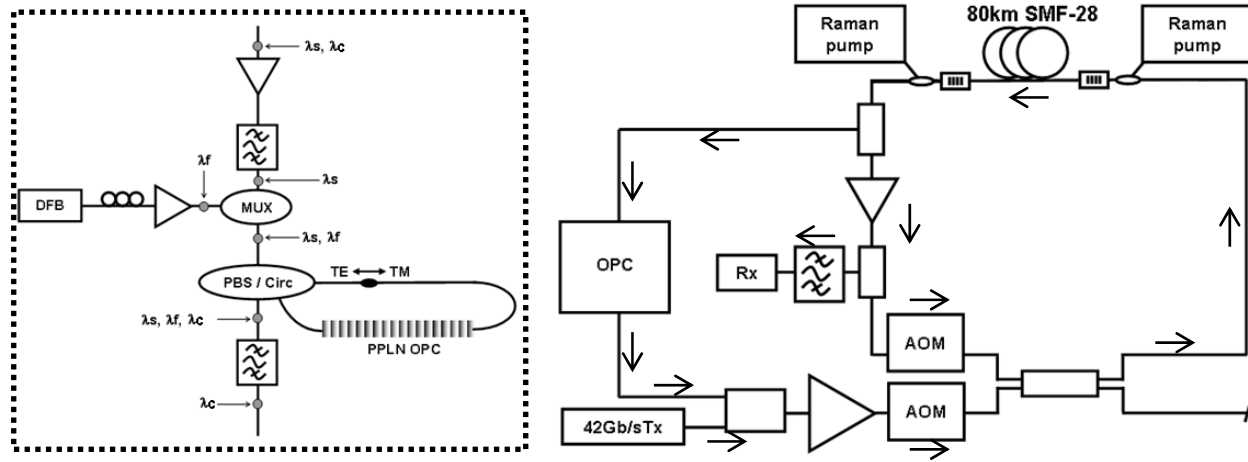 λs, λc
λf
λs
DFB
MUX
λs, λf
TE
TM
PBS / Circ
λs, λf, λc
PPLN OPC
λc
Raman
pump
80km SMF-28
Raman
pump
OPC
Rx
AOM
AOM
42Gb/sTx